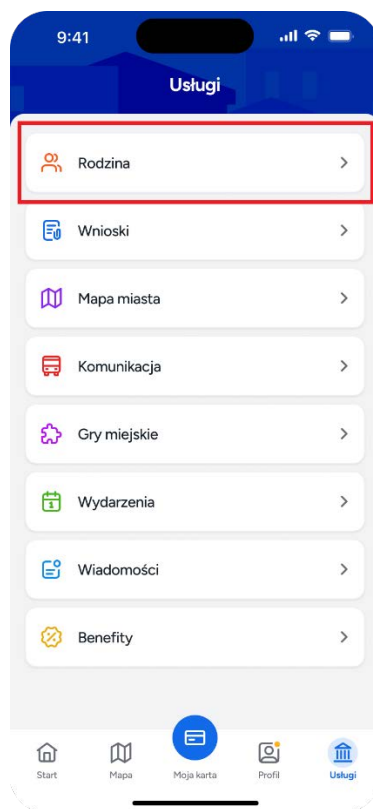 9:41
Usługi
Rodzina
Wnioski
Mapa miasta
Komunikacja
Gry miejskie
1
Wydarzenia
Wiadomości
Benefity
Start Mapa Moja karta Profil Usługi